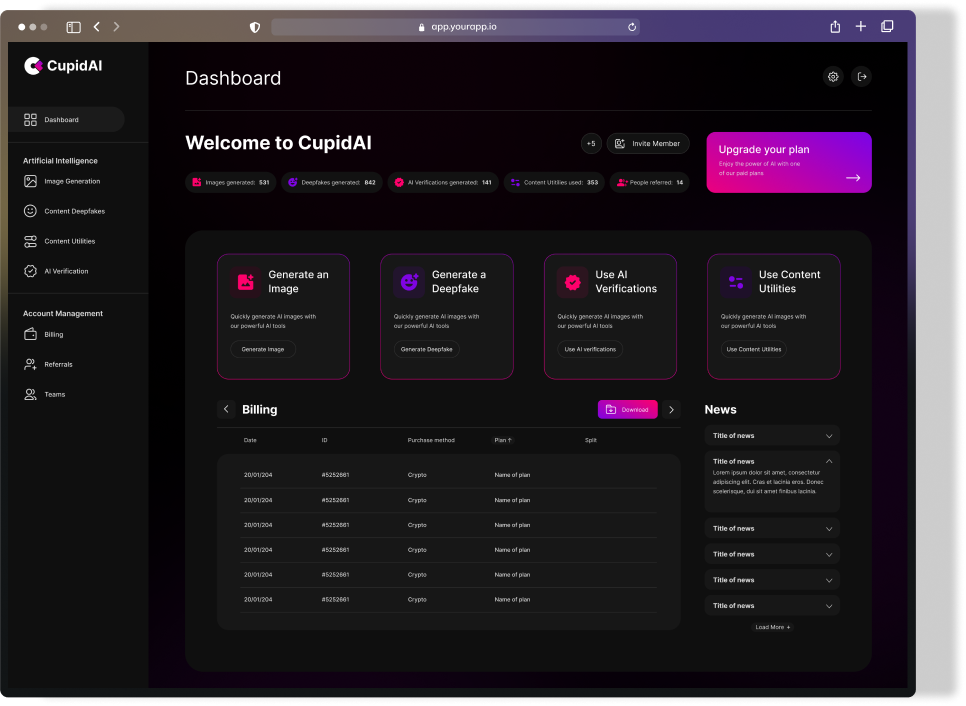 app.yourapp.io
CupidAI
Dashboard
Artificial Intelligence
Image Generation
Content Deepfakes
Content Utilities
AI Verification
Account Management
Billing
Referrals
Teams
Dashboard
Welcome to CupidAI
+5
Invite Member
Images generated: 531
Deepfakes generated: 842
AI Verifications generated: 141
Content Utilities used: 353
People referred: 14
Upgrade your plan
Enjoy the power of AI with one
of our paid plans
Generate an
Image
Quickly generate AI images with
our powerful AI tools
Generate Image
Generate a
Deepfake
Quickly generate AI images with
our powerful AI tools
Generate Deepfake
Use AI
Verifications
Quickly generate AI images with
our powerful AI tools
Use AI verifications
Use Content
Utilities
Quickly generate AI images with
our powerful AI tools
Use Content Utilities
Billing
Download
Date ID Purchase method Plan ↑ Split
20/01/204 #5252661 Crypto Name of plan
20/01/204 #5252661 Crypto Name of plan
20/01/204 #5252661 Crypto Name of plan
20/01/204 #5252661 Crypto Name of plan
20/01/204 #5252661 Crypto Name of plan
20/01/204 #5252661 Crypto Name of plan
News
Title of news
Title of news
Lorem ipsum dolor sit amet, consectetur
adipiscing elit. Cras et lacinia eros. Donec
scelerisque, dui sit amet finibus lacinia.
Title of news
Title of news
Title of news
Title of news
Load More +